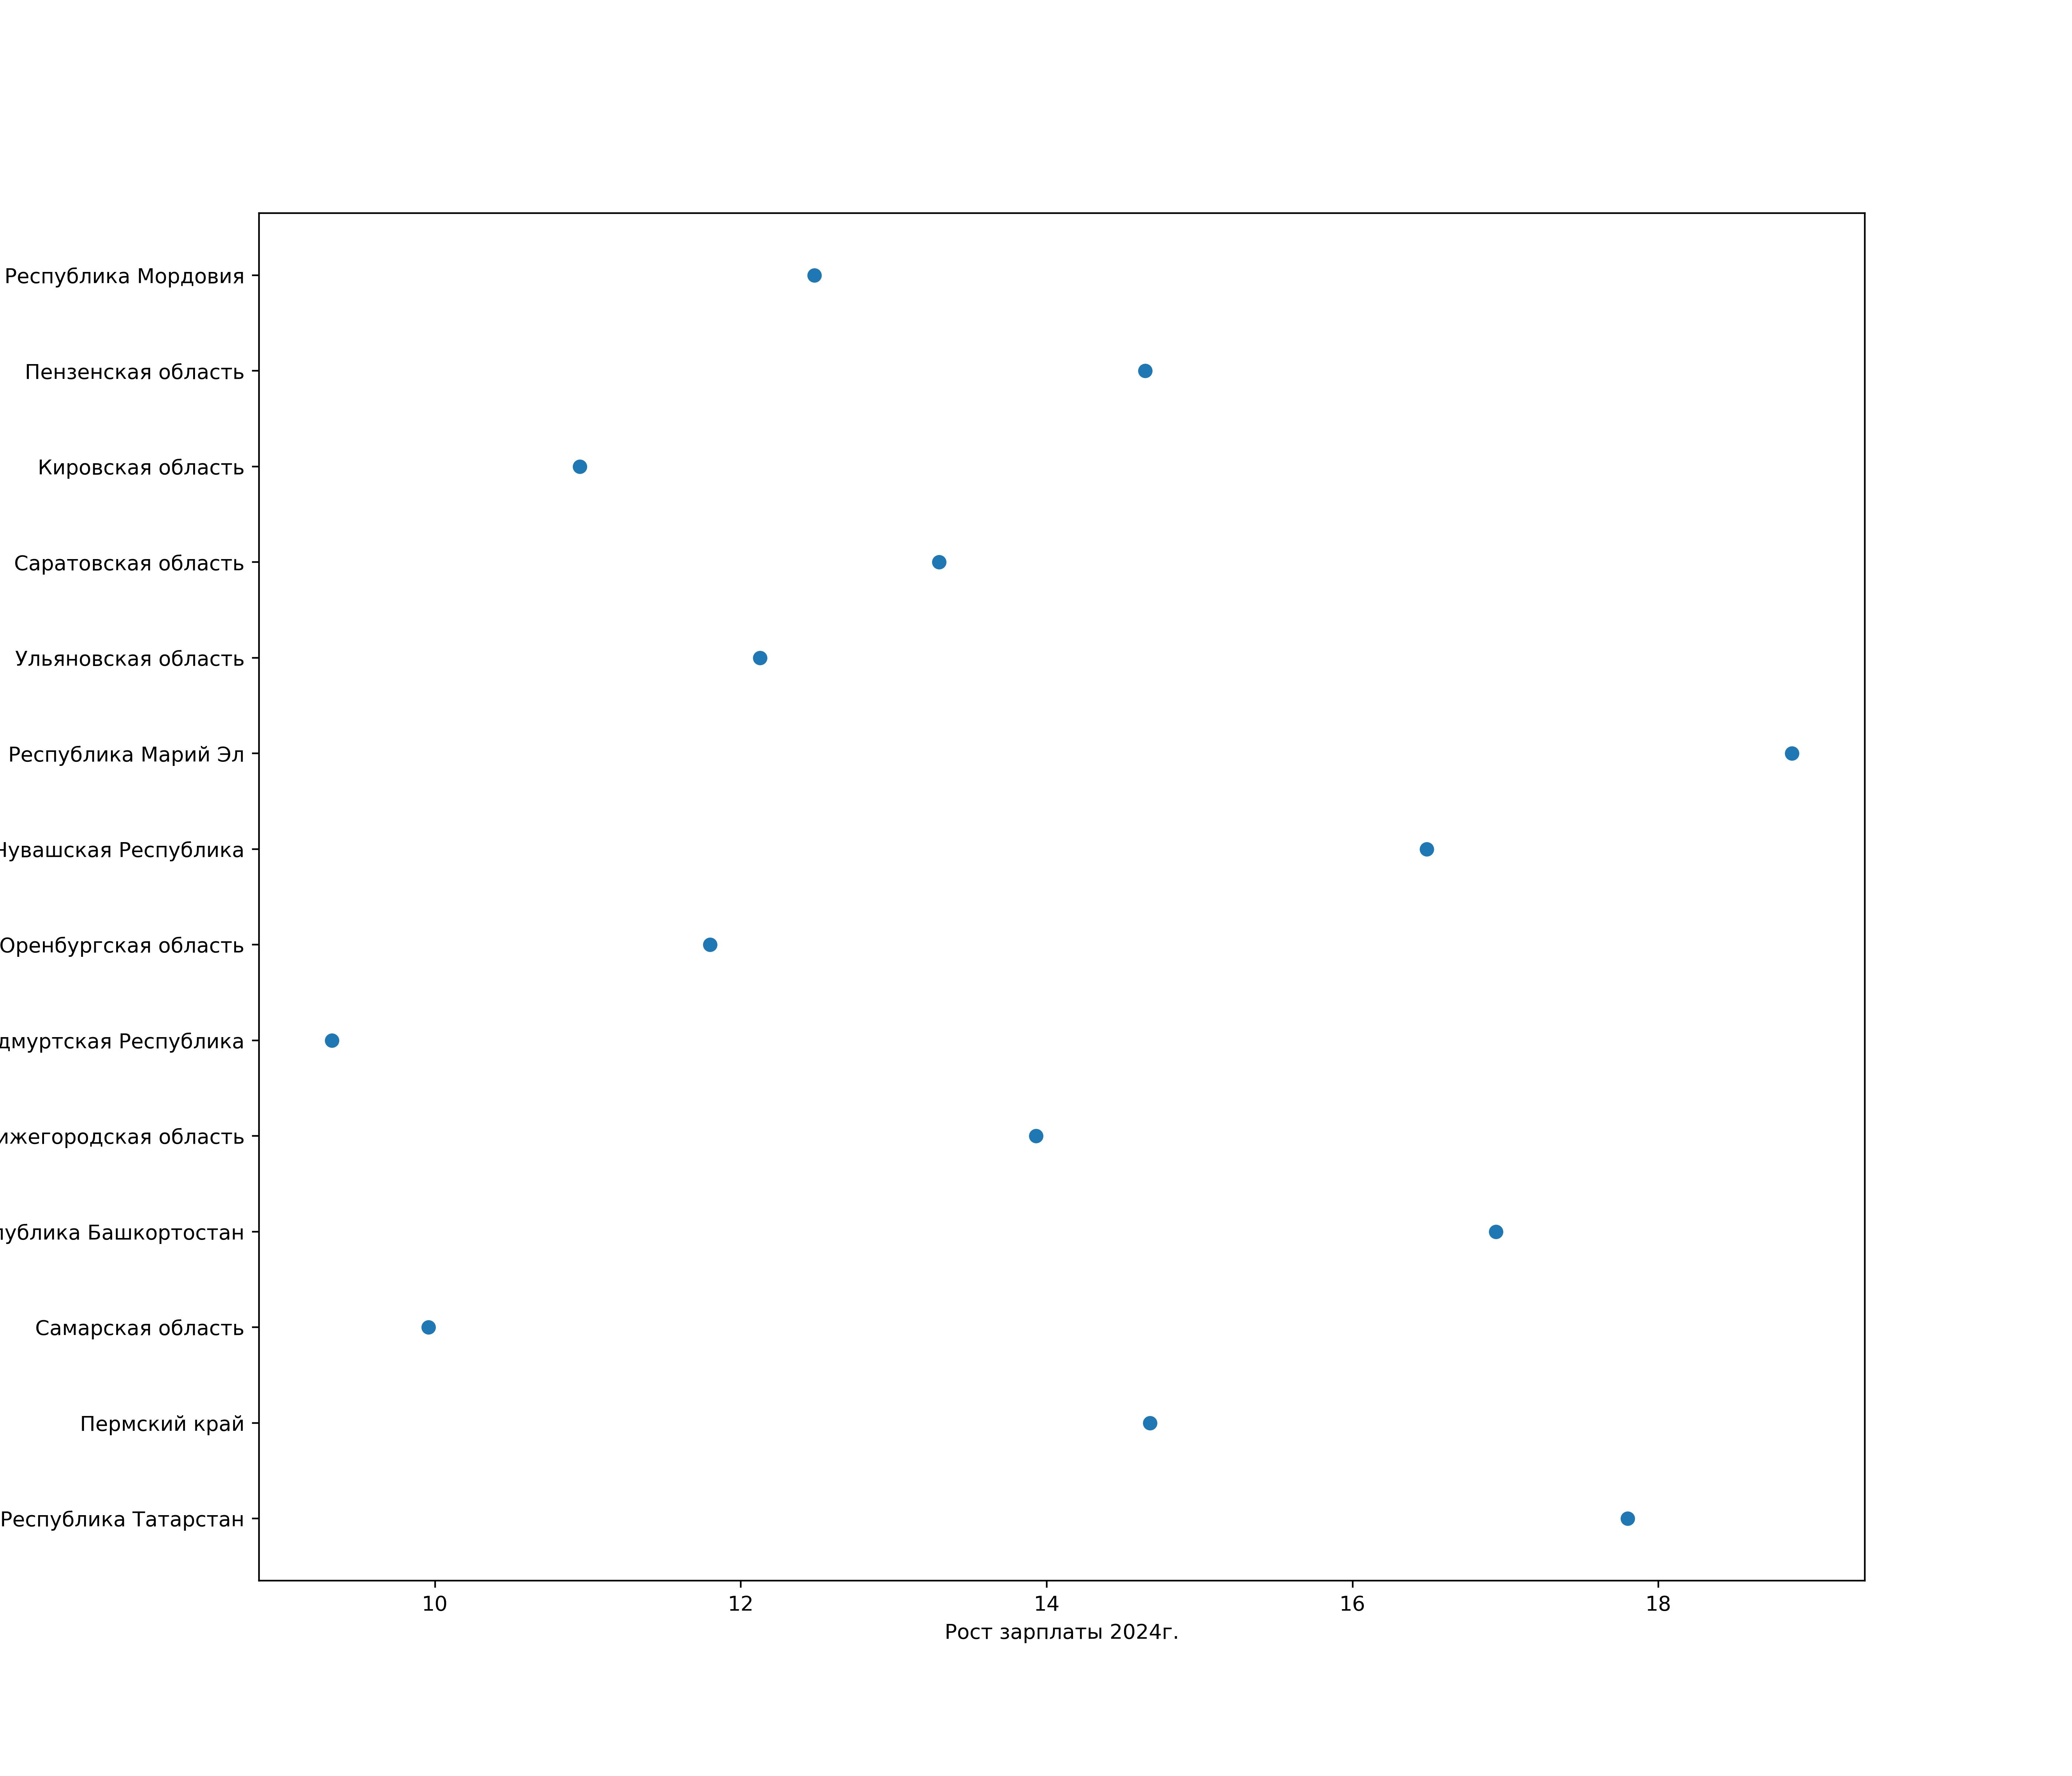 Республика Мордовия
Пензенская область
Кировская область
Саратовская область
Ульяновская область
Республика Марий Эл
Чувашская Республика
Оренбургская область
дмуртская Республика
ижегородская область
публика Башкортостан
Самарская область
Пермский край
Республика Татарстан
10 12 14 16 18
Рост зарплаты 2024г.